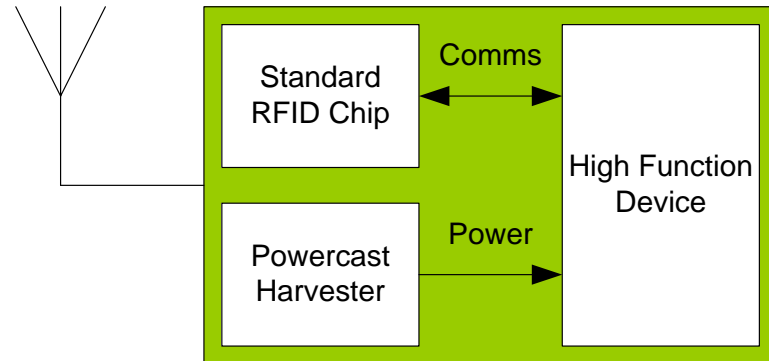 Standard
RFID Chip
Comms
High Function
Device
Powercast
Harvester
Power